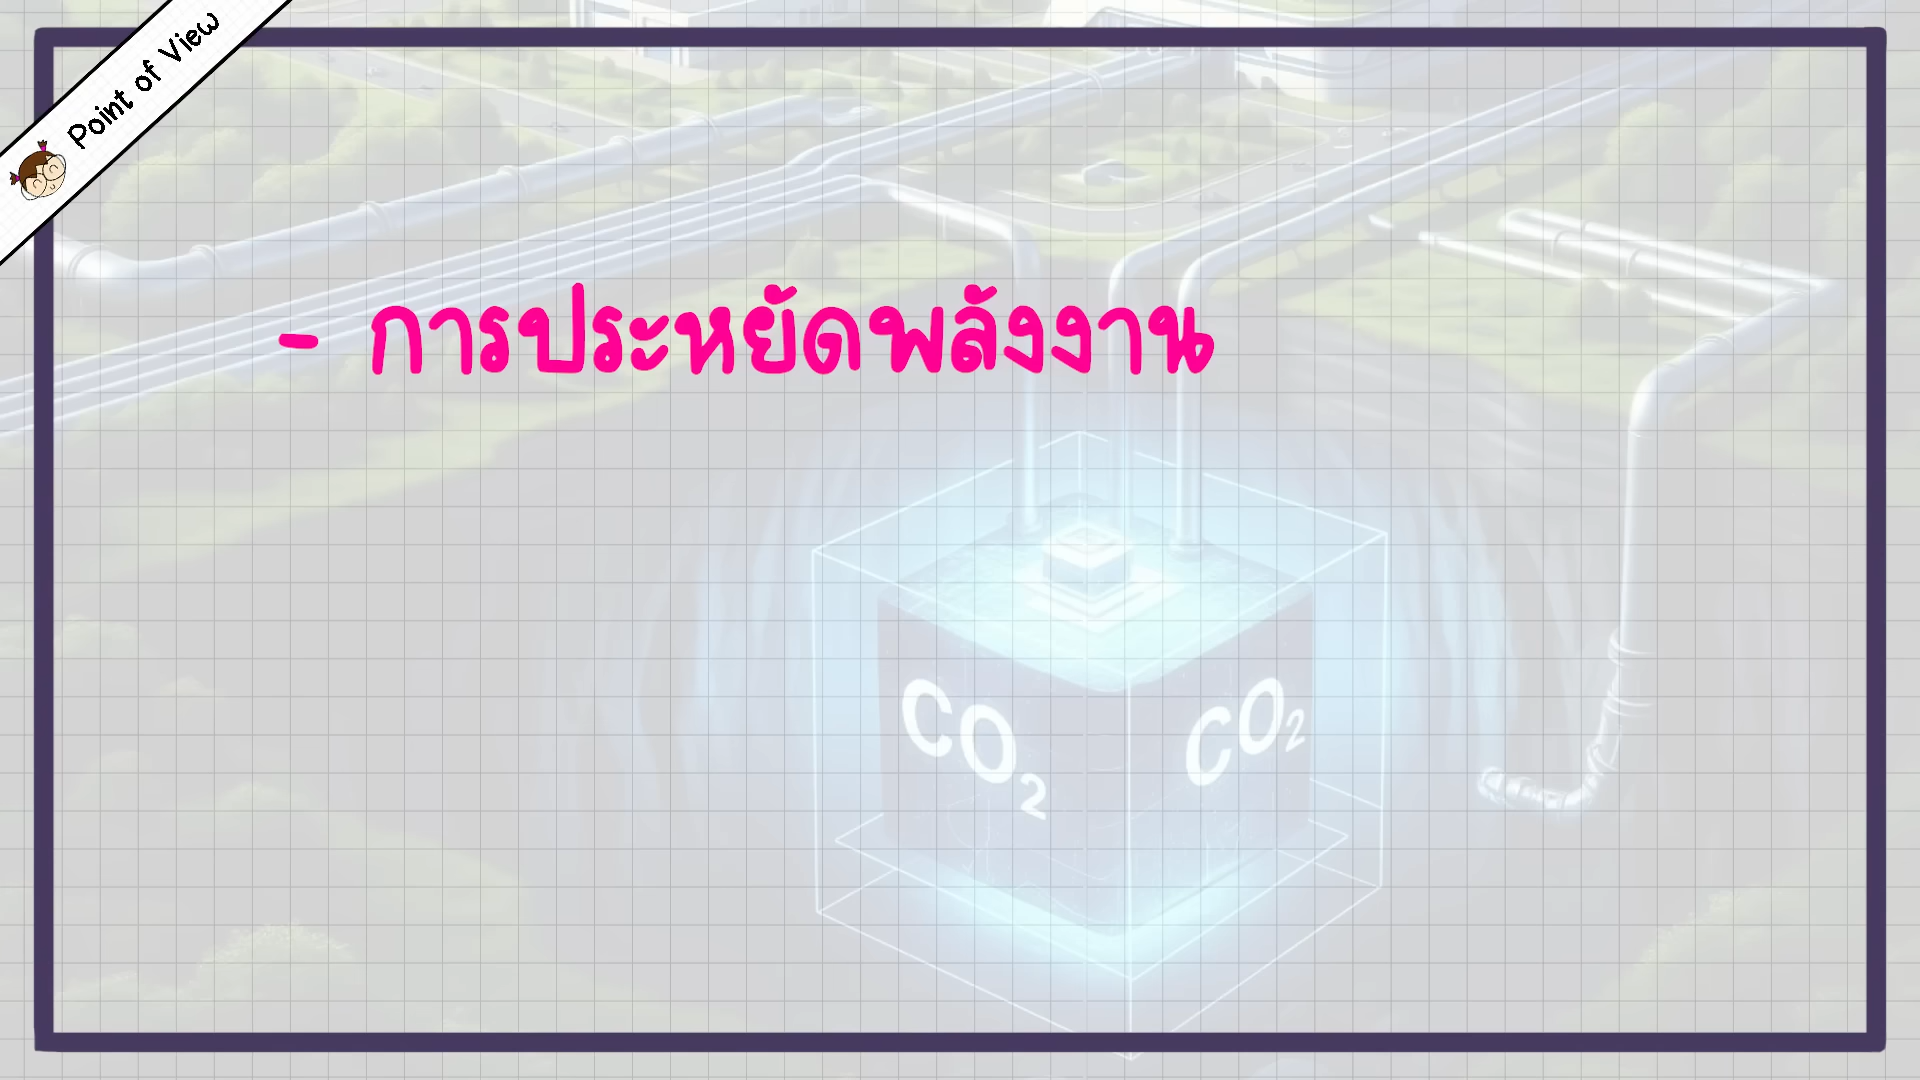 Point of View
- การประหยัดพลังงาน
CO₂ CO₂